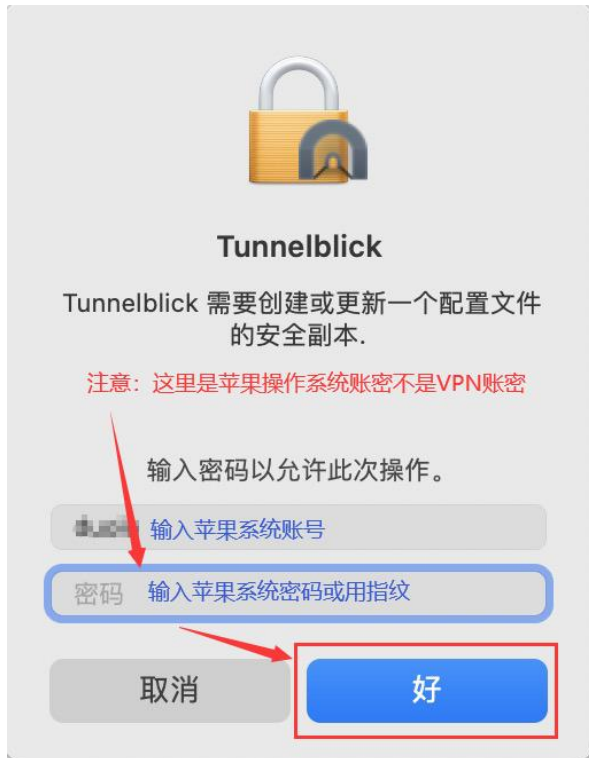 Tunnelblick
Tunnelblick 需要创建或更新一个配置文件
的安全副本.
注意：这里是苹果操作系统账密不是VPN账密
输入密码以允许此次操作。
输入苹果系统账号
密码 输入苹果系统密码或用指纹
取消
好